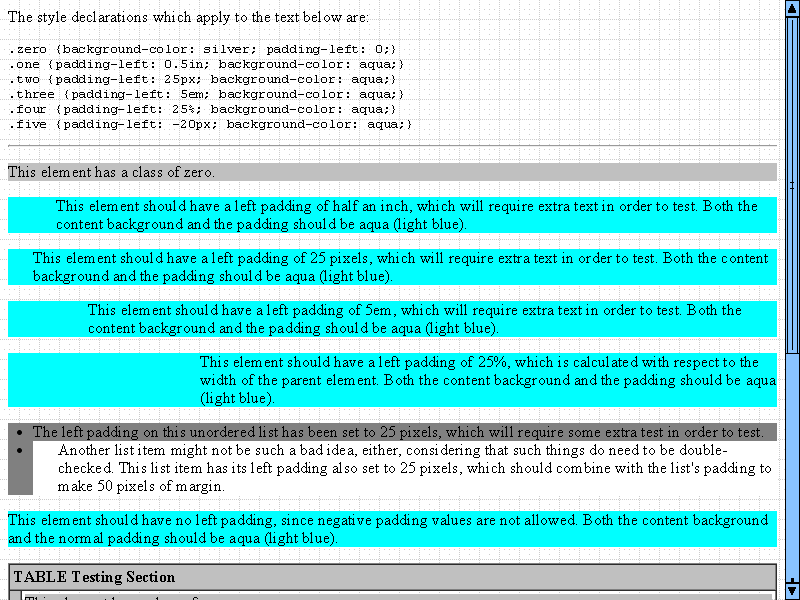 The style declarations which apply to the text below are:
.zero {background-color: silver; padding-left: 0;}
.one {padding-left: 0.5in; background-color: aqua;}
.two {padding-left: 25px; background-color: aqua;}
.three {padding-left: 5em; background-color: aqua;}
.four {padding-left: 25%; background-color: aqua;}
.five {padding-left: -20px; background-color: aqua;}
This element has a class of zero.
This element should have a left padding of half an inch, which will require extra text in order to test. Both the
content background and the padding should be aqua (light blue).
This element should have a left padding of 25 pixels, which will require extra text in order to test. Both the content
background and the padding should be aqua (light blue).
This element should have a left padding of 5em, which will require extra text in order to test. Both the
content background and the padding should be aqua (light blue).
This element should have a left padding of 25%, which is calculated with respect to the
width of the parent element. Both the content background and the padding should be aqua
(light blue).
• The left padding on this unordered list has been set to 25 pixels, which will require some extra test in order to test.
• Another list item might not be such a bad idea, either, considering that such things do need to be double-
checked. This list item has its left padding also set to 25 pixels, which should combine with the list's padding to
make 50 pixels of margin.
This element should have no left padding, since negative padding values are not allowed. Both the content background
and the normal padding should be aqua (light blue).
TABLE Testing Section